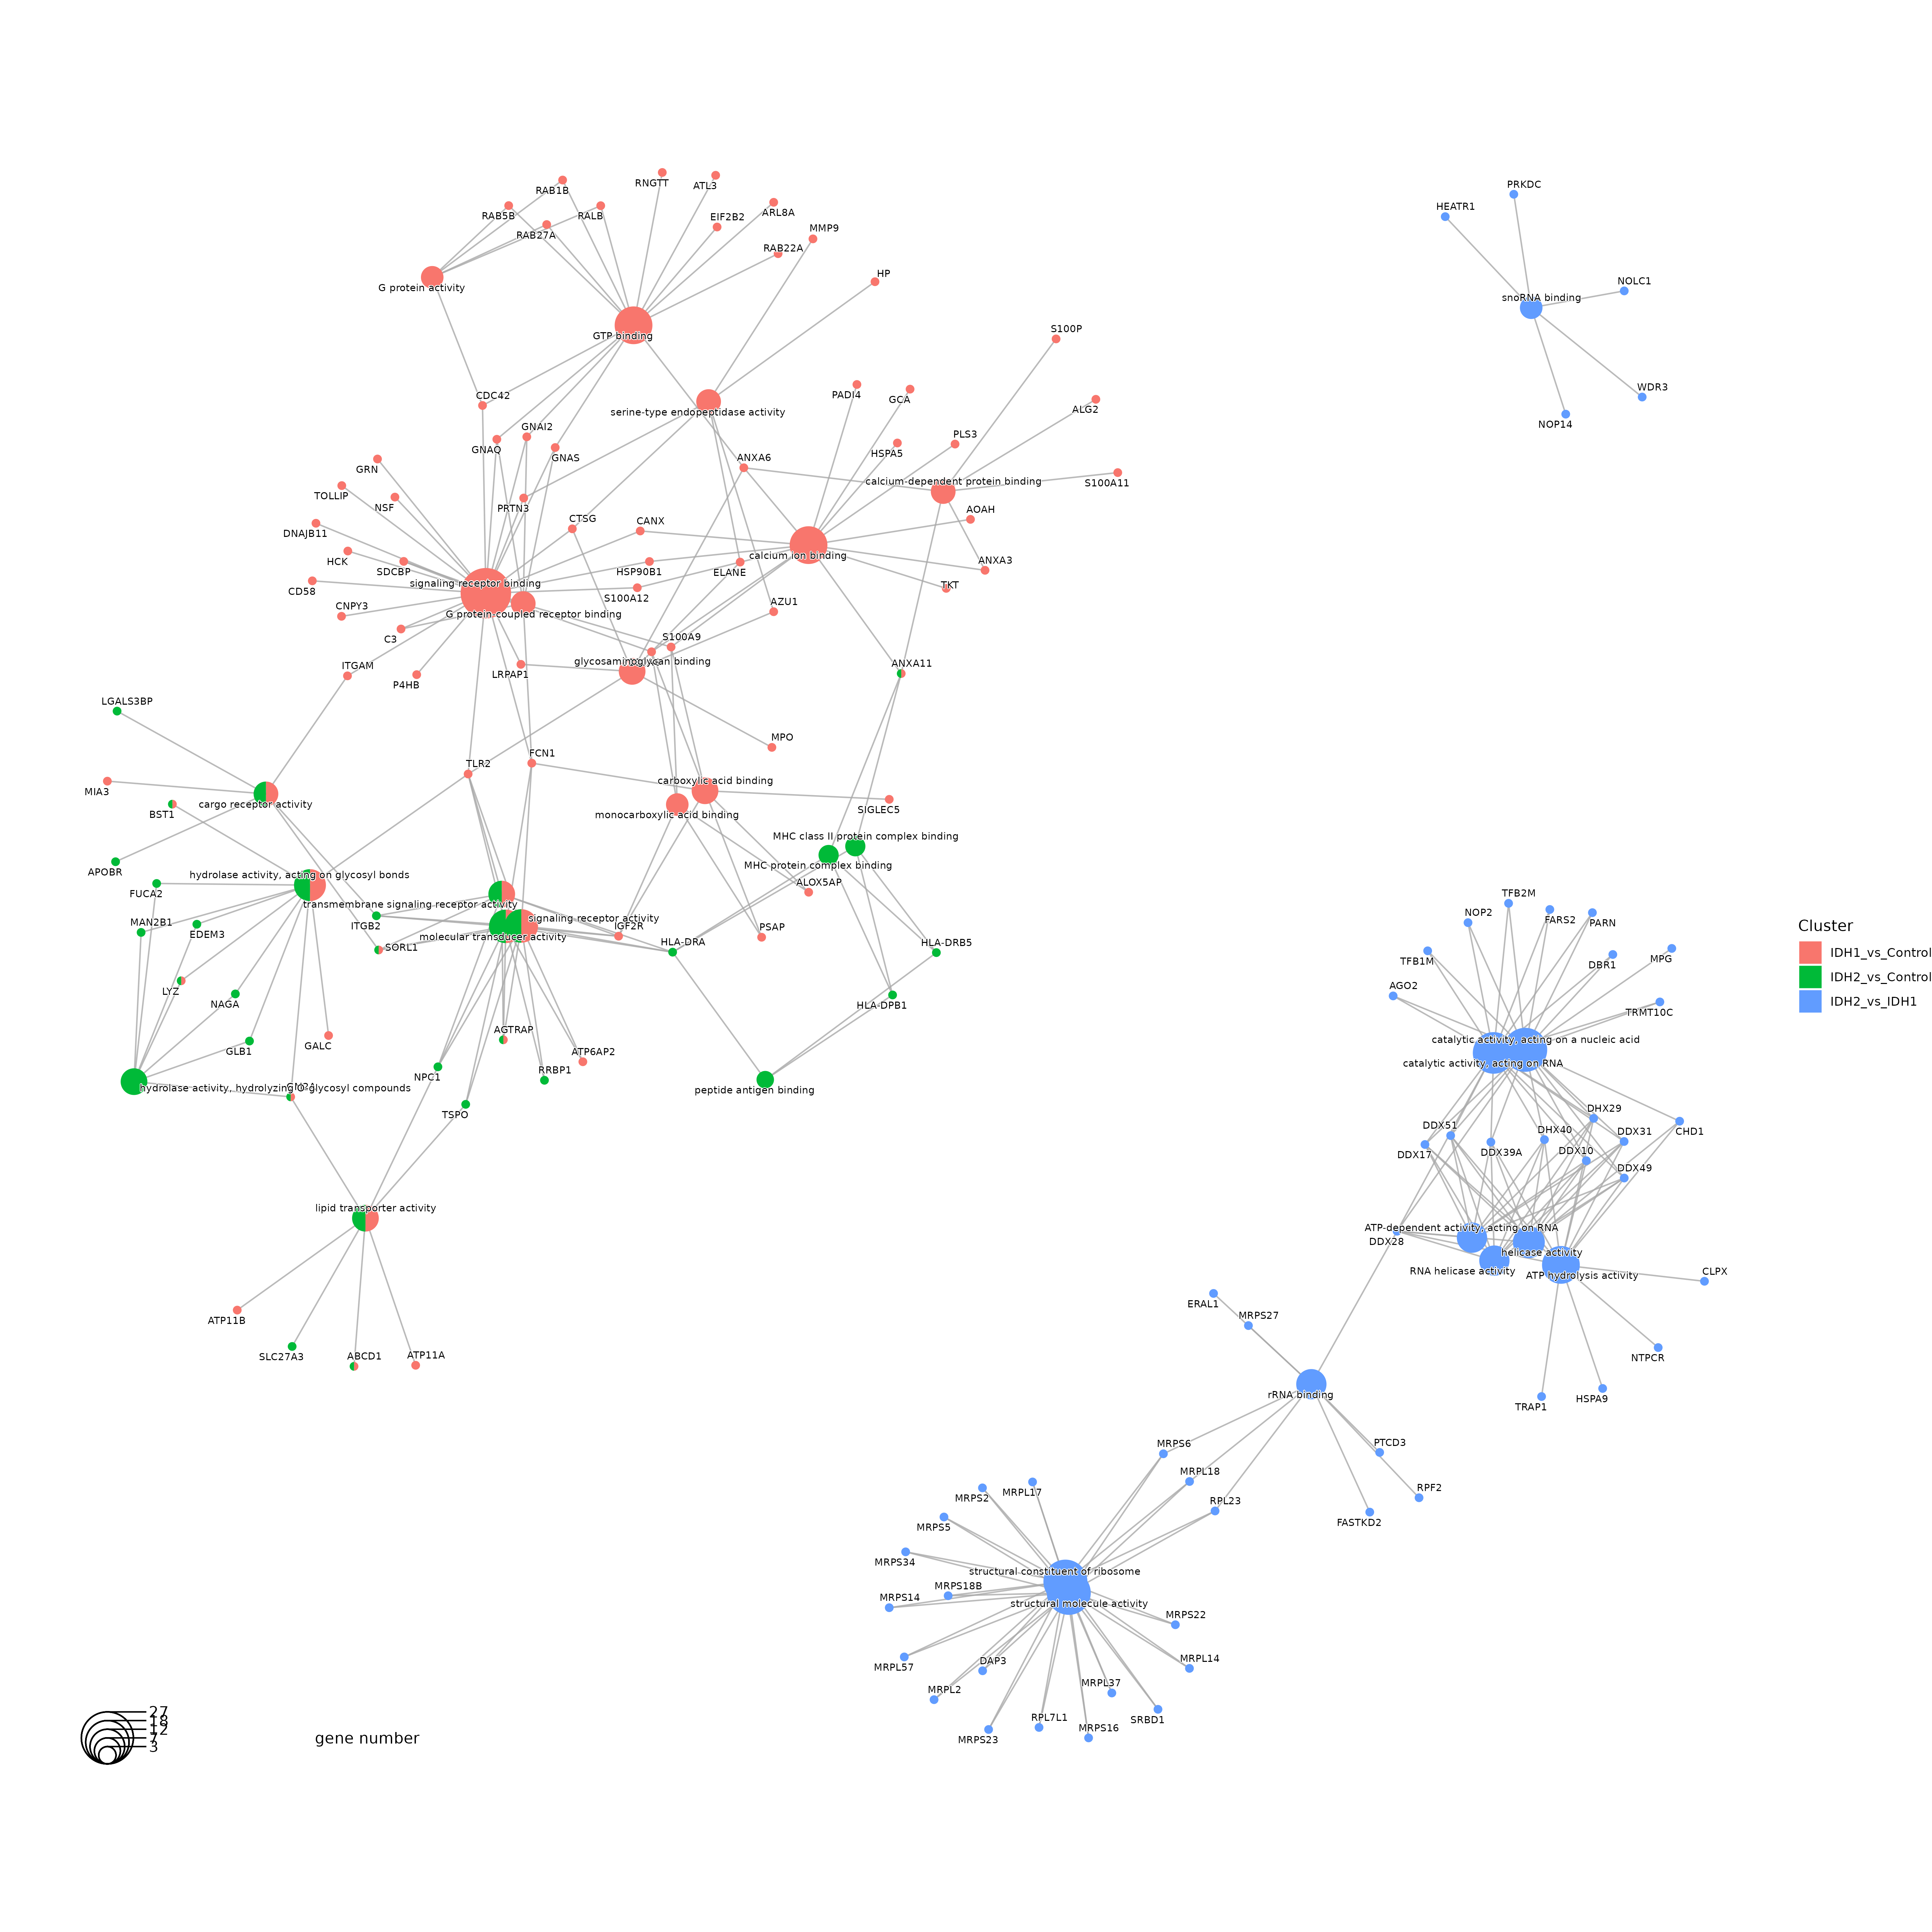 PRKDC
HEATR1
NOLC1
snoRNA binding
WDR3
NOP14
RAB1B
RNGTT
ATL3
RAB5B
RALB
EIF2B2
ARL8A
RAB27A
MMP9
RAB22A
HP
G protein activity
GTP binding
S100P
CDC42
serine-type endopeptidase activity
PADI4
GCA
ALG2
GNAI2
GNAQ
GNAS
PLS3
HSPA5
ANXA6
GRN
calcium-dependent protein binding
S100A11
TOLLIP
NSF
PRTN3
CTSG
CANX
AOAH
DNAJB11
calcium ion binding
HCK
SDCBP
HSP90B1
ELANE
ANXA3
signaling receptor binding
CD58
S100A12
TKT
CNPY3
G protein-coupled receptor binding
AZU1
C3
S100A9
glycosaminoglycan binding
ITGAM
P4HB
LRPAP1
ANXA11
LGALS3BP
MPO
TLR2
FCN1
MIA3
carboxylic acid binding
cargo receptor activity
BST1
monocarboxylic acid binding
SIGLEC5
MHC class II protein complex binding
MHC protein complex binding
APOBR
hydrolase activity, acting on glycosyl bonds
ALOX5AP
FUCA2
transmembrane signaling receptor activity
MAN2B1
EDEM3
ITGB2
signaling receptor activity
IGF2R
PSAP
molecular transducer activity
SORL1
HLA-DRA
HLA-DRB5
LYZ
NAGA
HLA-DPB1
GLB1
GALC
AGTRAP
ATP6AP2
RRBP1
NPC1
hydrolase activity, hydrolyzing O-glycosyl compounds
peptide antigen binding
TSPO
lipid transporter activity
ATP11B
SLC27A3
ABCD1
ATP11A
TFB2M
NOP2
FARS2
PARN
TFB1M
DBR1
MPG
AGO2
TRMT10C
catalytic activity, acting on a nucleic acid
catalytic activity, acting on RNA
DHX29
DDX51
DHX40
DDX31
CHD1
DDX17
DDX39A
DDX10
DDX49
ATP-dependent activity, acting on RNA
DDX28
helicase activity
RNA helicase activity
ATP hydrolysis activity
CLPX
NTPCR
TRAP1
HSPA9
ERAL1
MRPS27
rRNA binding
PTCD3
RPF2
FASTKD2
MRPS6
MRPL18
RPL23
MRPS2
MRPL17
MRPS5
MRPS34
structural constituent of ribosome
MRPS18B
MRPS14
structural molecule activity
MRPS22
MRPL57
DAP3
MRPL14
MRPL2
MRPL37
RPL7L1
MRPS16
SRBD1
MRPS23
Cluster
IDH1_vs_Control
IDH2_vs_Control
IDH2_vs_IDH1
27
18
12
7
3
gene number